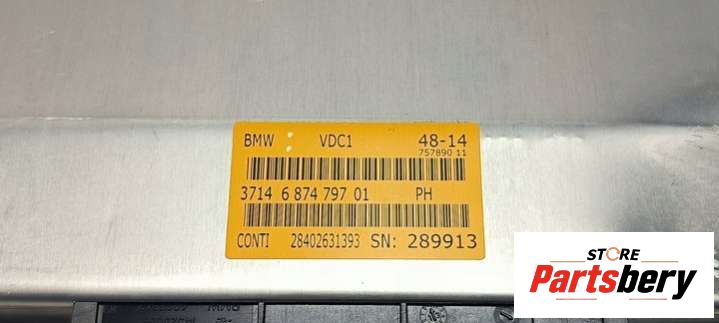 BMW VDC1 48-14
757890 11
3714 6 874 797 01 PH
CONTI 28402631393 SN: 289913
STORE
Partsbery